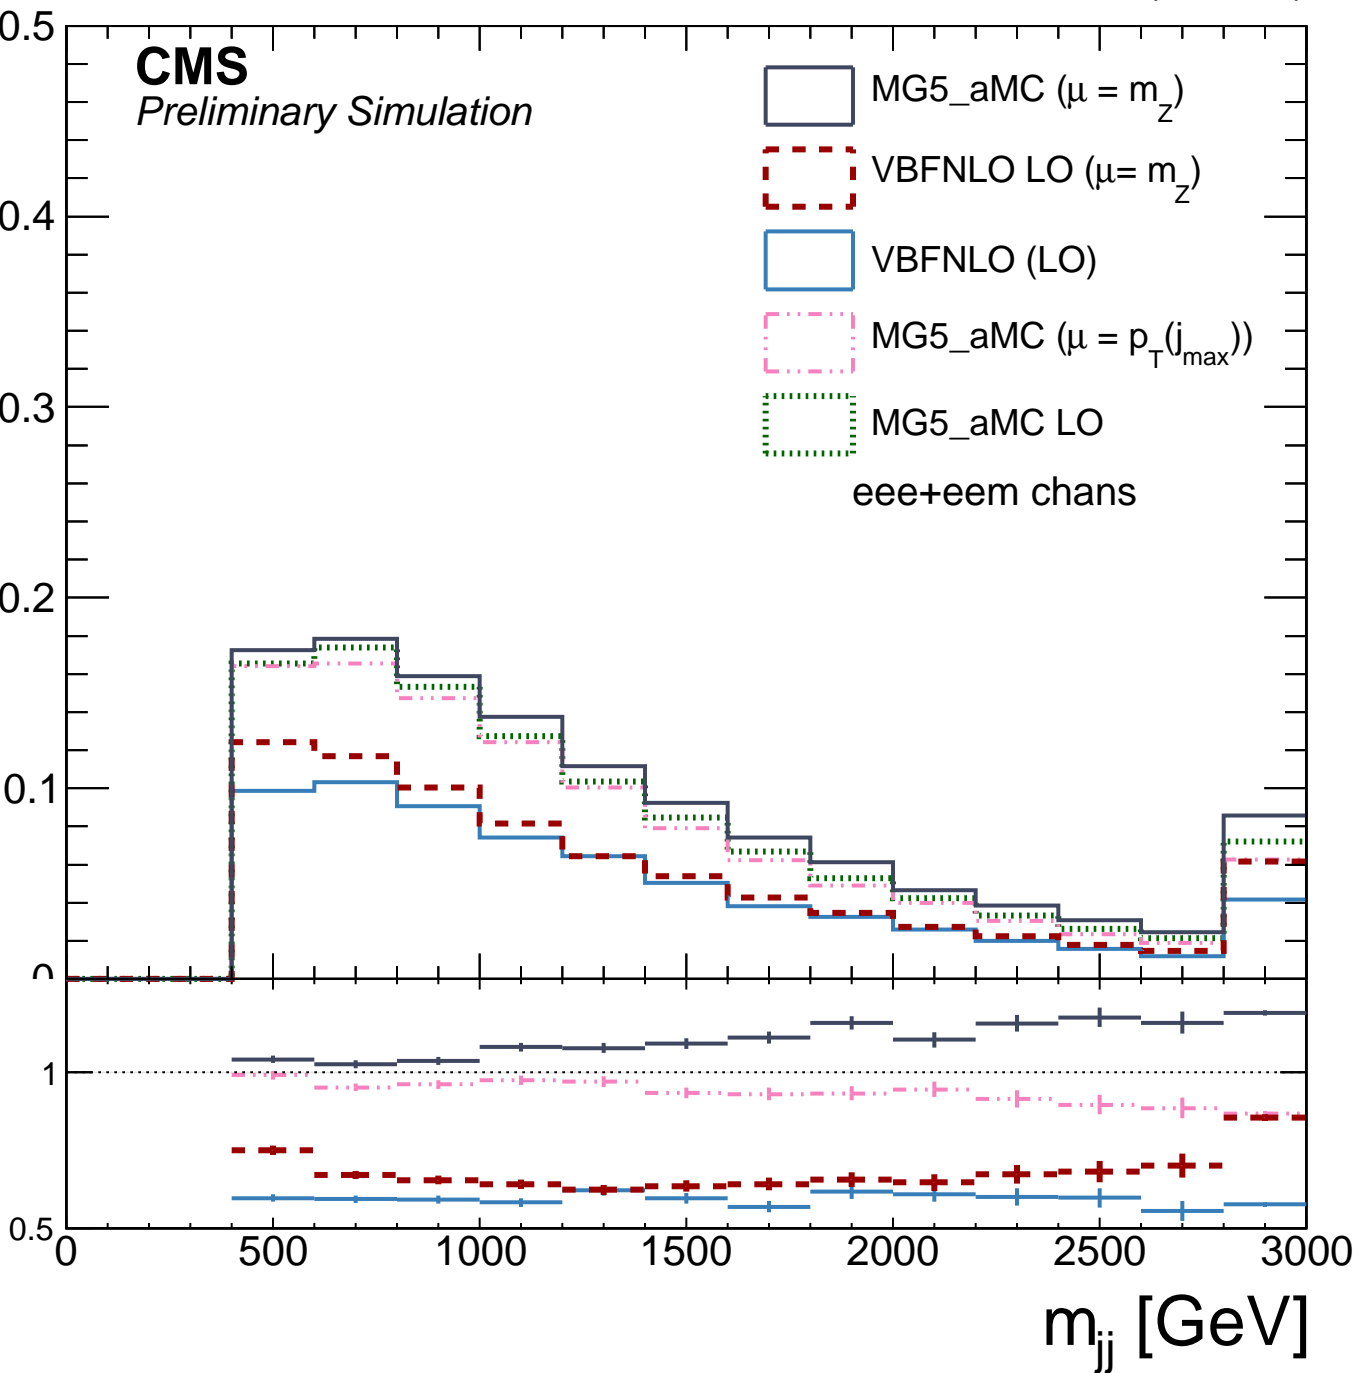 CMS
Preliminary Simulation
MG5_aMC (μ = m_Z)
VBFNLO LO (μ= m_Z)
VBFNLO (LO)
MG5_aMC (μ = p_T(j_max))
MG5_aMC LO
eee+eem chans
0.5
0.4
0.3
0.2
0.1
0
1
0.5
0 500 1000 1500 2000 2500 3000
m_jj [GeV]